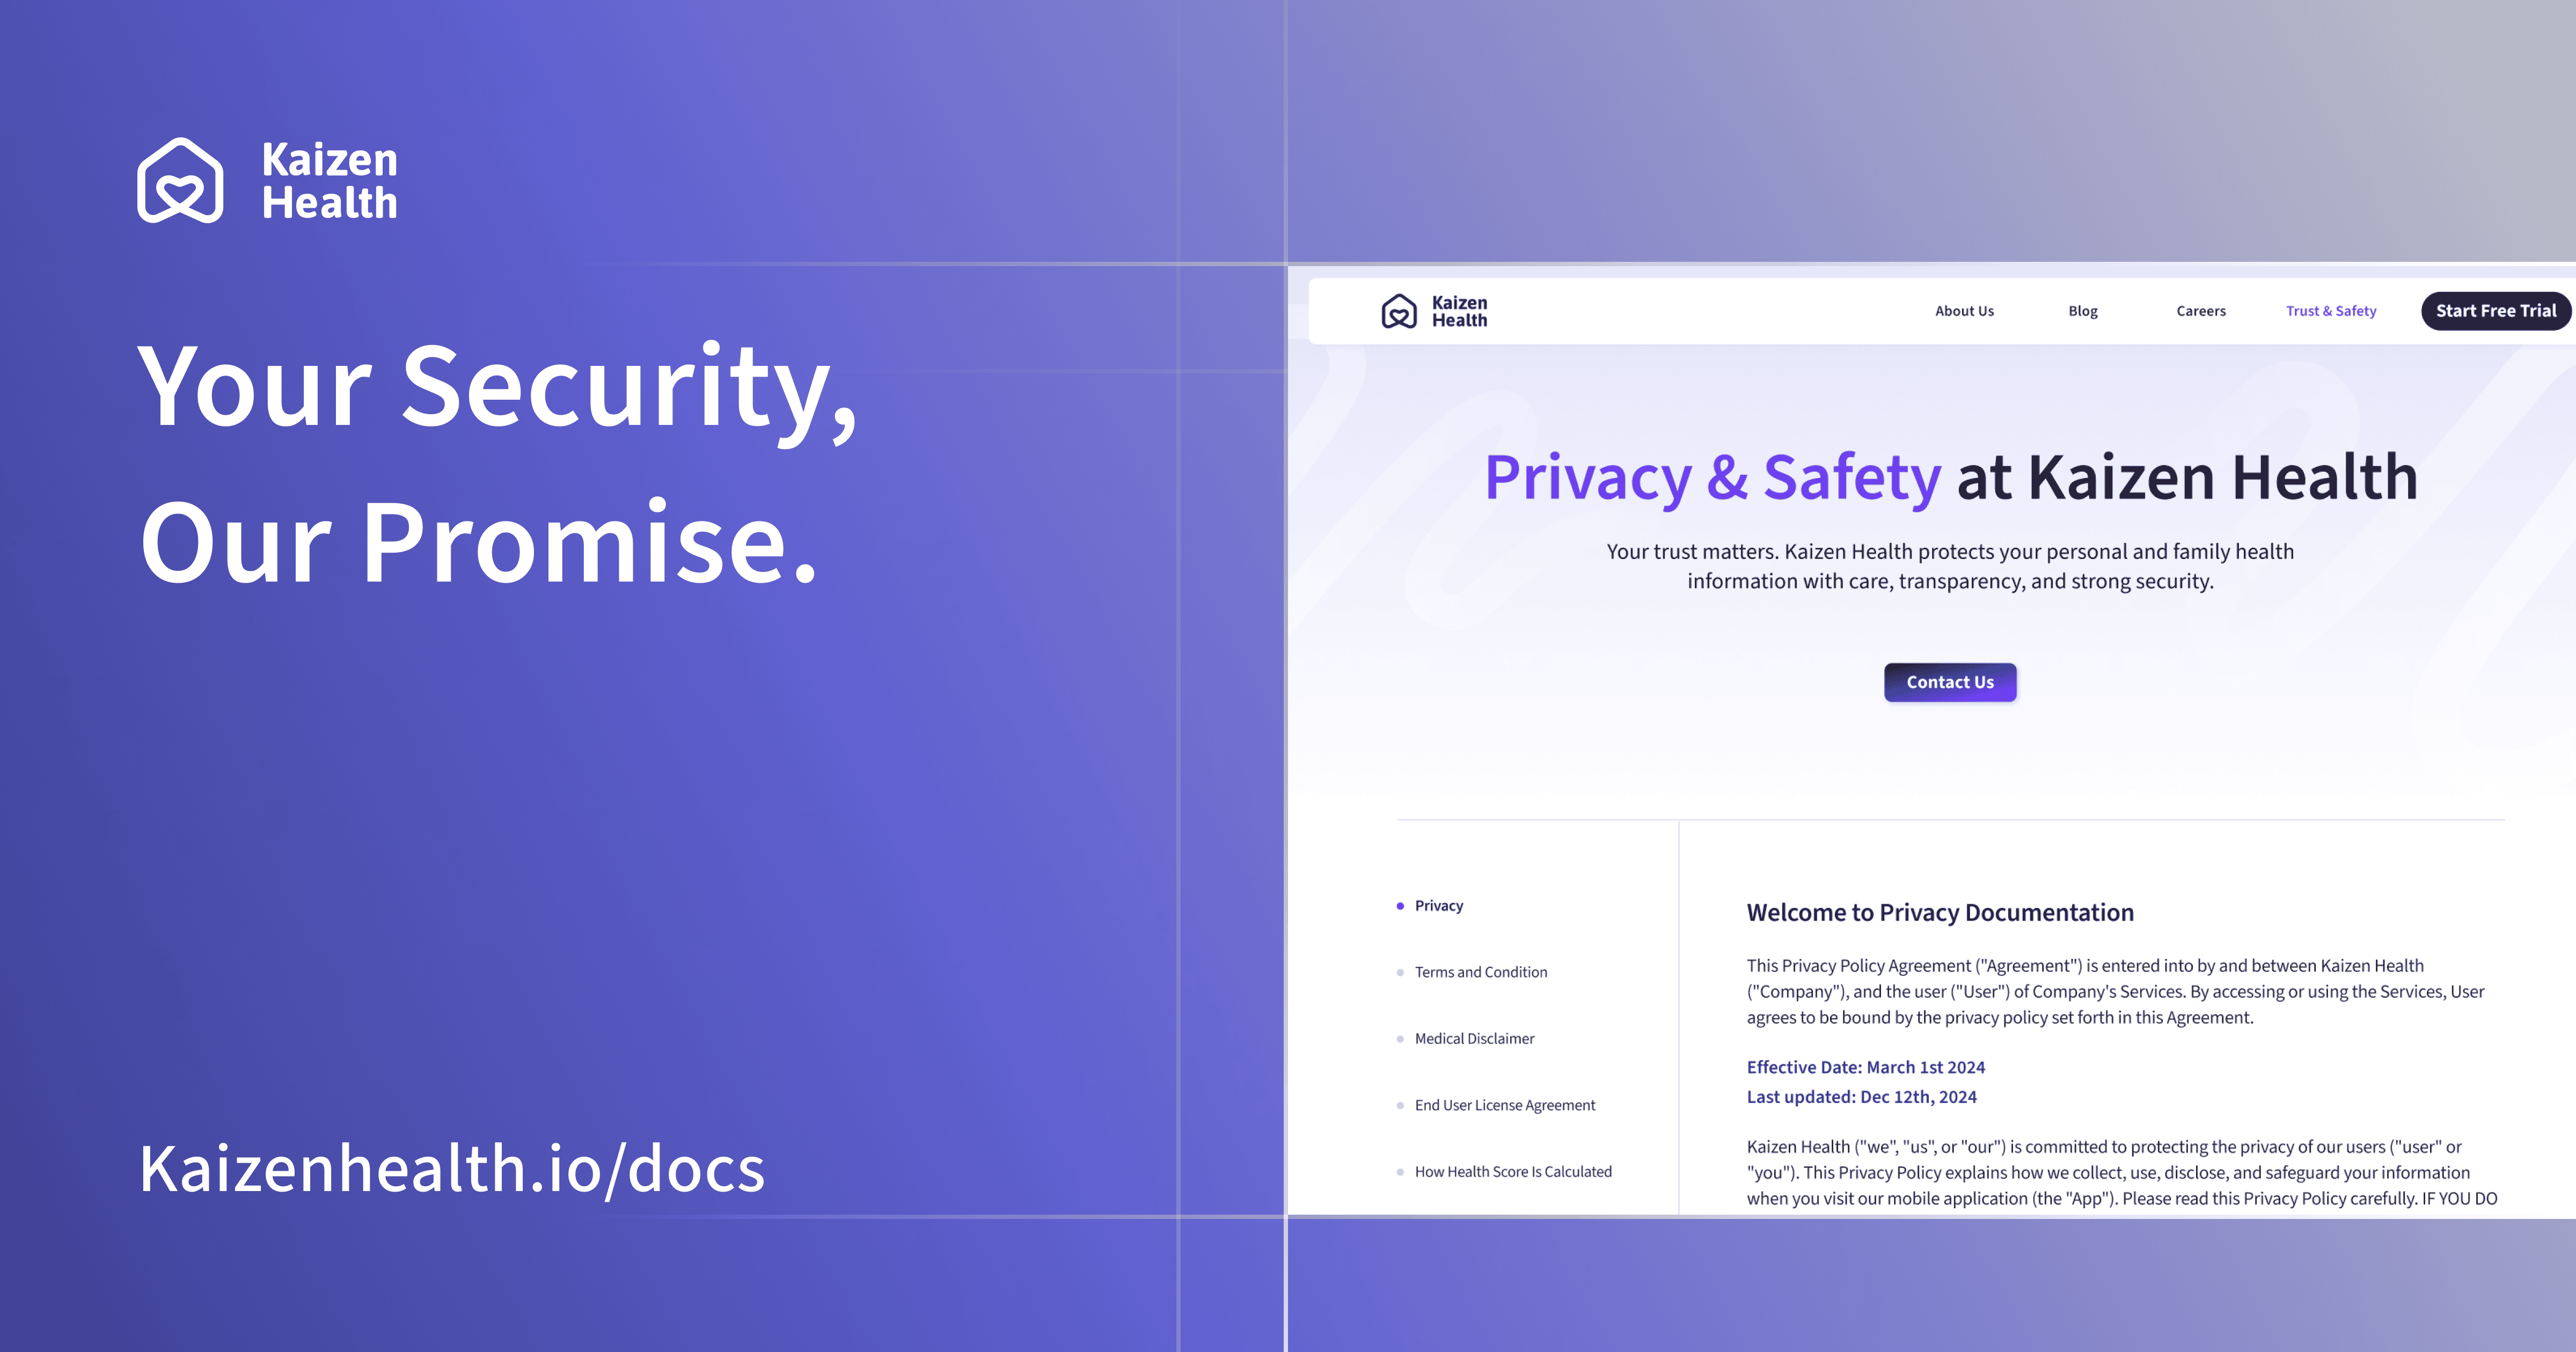 Kaizen
Health
Your Security,
Our Promise.
Kaizenhealth.io/docs
Kaizen
Health
About Us
Blog
Careers
Trust & Safety
Start Free Trial
Privacy & Safety at Kaizen Health
Your trust matters. Kaizen Health protects your personal and family health
information with care, transparency, and strong security.
Contact Us
Privacy
Terms and Condition
Medical Disclaimer
End User License Agreement
How Health Score Is Calculated
Welcome to Privacy Documentation
This Privacy Policy Agreement ("Agreement") is entered into by and between Kaizen Health
("Company"), and the user ("User") of Company's Services. By accessing or using the Services, User
agrees to be bound by the privacy policy set forth in this Agreement.
Effective Date: March 1st 2024
Last updated: Dec 12th, 2024
Kaizen Health ("we", "us", or "our") is committed to protecting the privacy of our users ("user" or
"you"). This Privacy Policy explains how we collect, use, disclose, and safeguard your information
when you visit our mobile application (the "App"). Please read this Privacy Policy carefully. IF YOU DO